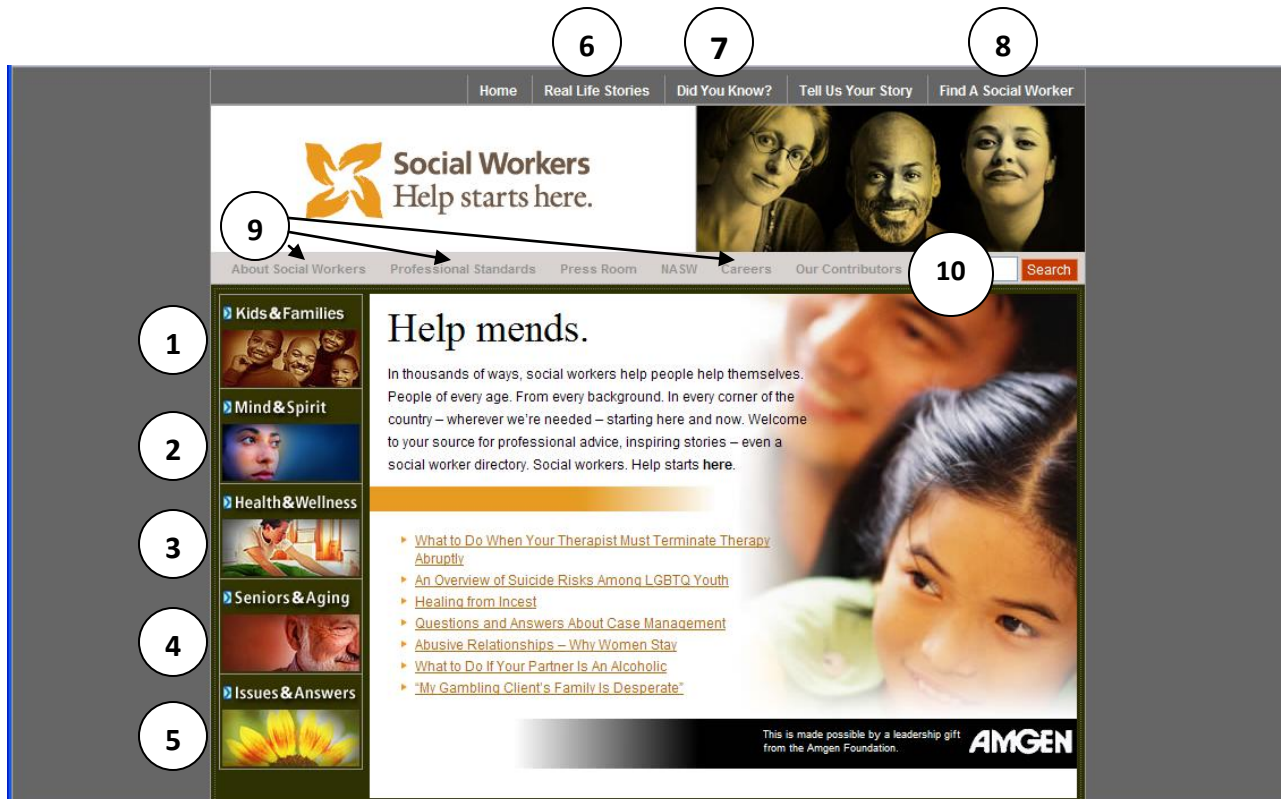 6
7
8
Home
Real Life Stories
Did You Know?
Tell Us Your Story
Find A Social Worker
Social Workers
Help starts here.
9
About Social Workers
Professional Standards
Press Room
NASW
Careers
Our Contributors
10
Search
1
Kids & Families
2
Mind & Spirit
3
Health & Wellness
4
Seniors & Aging
5
Issues & Answers
Help mends.
In thousands of ways, social workers help people help themselves.
People of every age. From every background. In every corner of the
country – wherever we're needed – starting here and now. Welcome
to your source for professional advice, inspiring stories – even a
social worker directory. Social workers. Help starts here.
What to Do When Your Therapist Must Terminate Therapy
Abruptly
An Overview of Suicide Risks Among LGBTQ Youth
Healing from Incest
Questions and Answers About Case Management
Abusive Relationships – Why Women Stay
What to Do If Your Partner Is An Alcoholic
"My Gambling Client's Family Is Desperate"
This is made possible by a leadership gift
from the Amgen Foundation.
AMGEN